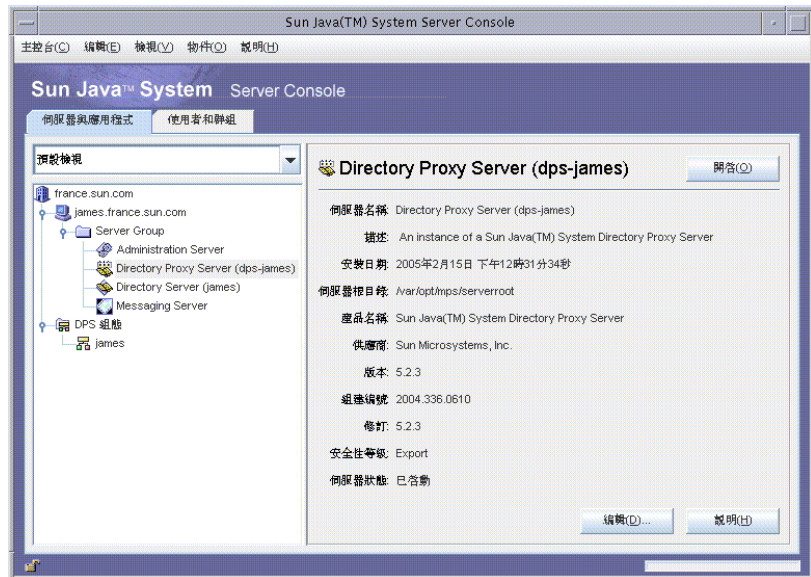 Sun Java(TM) System Server Console
主控台(C) 編輯(E) 檢視(V) 物件(O) 說明(H)
Sun Java™ System Server Console
伺服器與應用程式 使用者和群組
預設檢視
france.sun.com
james.france.sun.com
Server Group
Administration Server
Directory Proxy Server (dps-james)
Directory Server (james)
Messaging Server
DPS 組態
james
Directory Proxy Server (dps-james) 開啟(O)
伺服器名稱: Directory Proxy Server (dps-james)
描述: An instance of a Sun Java(TM) System Directory Proxy Server
安裝日期: 2005年2月15日 下午12時31分34秒
伺服器根目錄: /var/opt/mps/serverroot
產品名稱: Sun Java(TM) System Directory Proxy Server
供應商: Sun Microsystems, Inc.
版本: 5.2.3
組建編號: 2004.336.0610
修訂: 5.2.3
安全性等級: Export
伺服器狀態: 已啟動
編輯(D)... 說明(H)